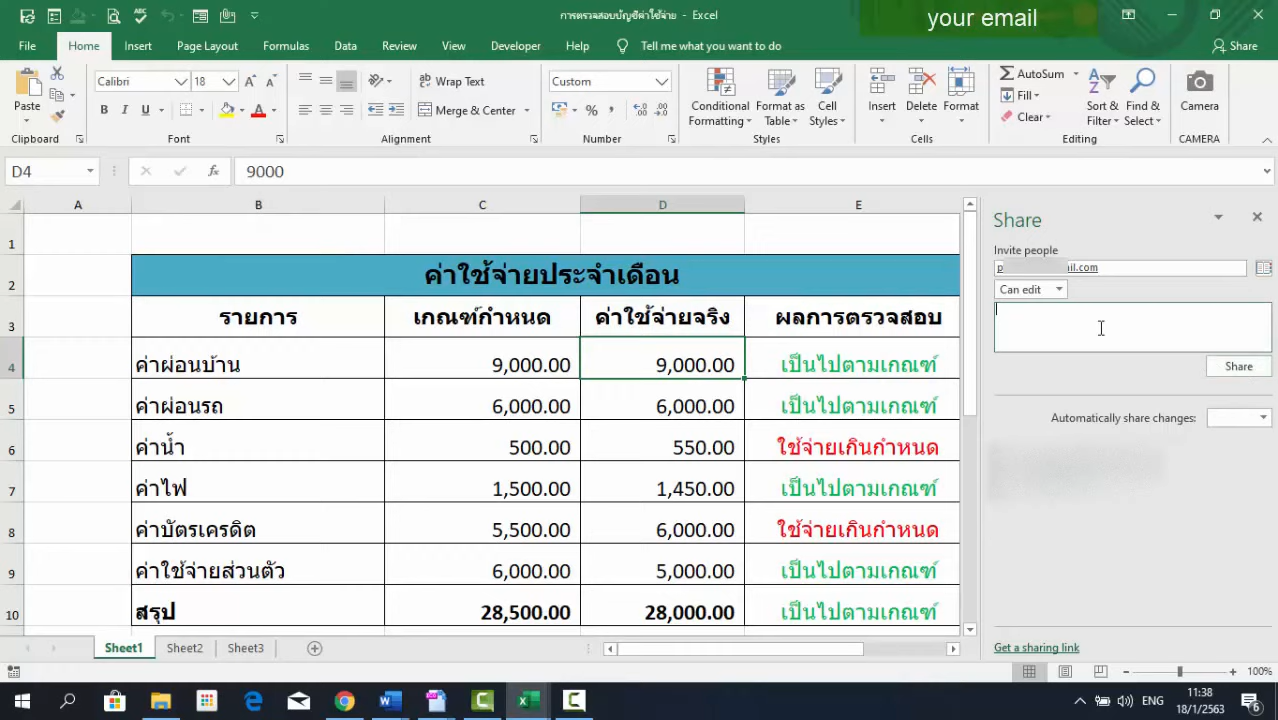 การตรวจสอบบัญชีค่าใช้จ่าย - Excel
your email
File Home Insert Page Layout Formulas Data Review View Developer Help Tell me what you want to do Share
Calibri 18 Wrap Text Custom AutoSum
Paste Fill
B I U Merge & Center % Conditional Formatting Format as Table Cell Styles Insert Delete Format Clear Sort & Filter Find & Select Camera
Clipboard Font Alignment Number Styles Cells Editing CAMERA
D4 fx 9000
A B C D E
Share
1
Invite people
2 ค่าใช้จ่ายประจำเดือน
p il.com
Can edit
3 รายการ เกณฑ์กำหนด ค่าใช้จ่ายจริง ผลการตรวจสอบ
4 ค่าผ่อนบ้าน 9,000.00 9,000.00 เป็นไปตามเกณฑ์
Share
5 ค่าผ่อนรถ 6,000.00 6,000.00 เป็นไปตามเกณฑ์
Automatically share changes:
6 ค่าน้ำ 500.00 550.00 ใช้จ่ายเกินกำหนด
7 ค่าไฟ 1,500.00 1,450.00 เป็นไปตามเกณฑ์
8 ค่าบัตรเครดิต 5,500.00 6,000.00 ใช้จ่ายเกินกำหนด
9 ค่าใช้จ่ายส่วนตัว 6,000.00 5,000.00 เป็นไปตามเกณฑ์
10 สรุป 28,500.00 28,000.00 เป็นไปตามเกณฑ์
Sheet1 Sheet2 Sheet3
Get a sharing link
100%
ENG 11:38
18/1/2563 6